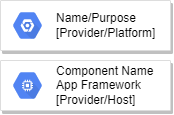 Name/Purpose
[Provider/Platform]
Component Name
App Framework
[Provider/Host]